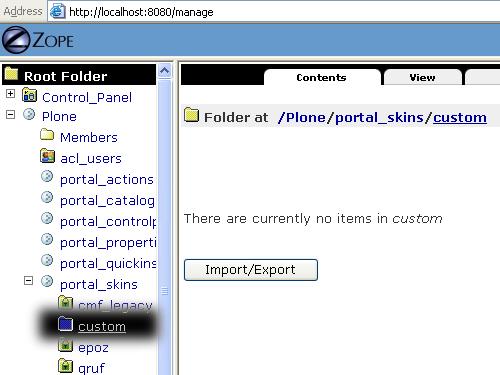 Address http://localhost:8080/manage
ZOPE
Root Folder
Control_Panel
Plone
Members
acl_users
portal_actions
portal_catalog
portal_controlp
portal_properti
portal_quickins
portal_skins
cmf_legacy
custom
epoz
gruf
Contents View
Folder at /Plone/portal_skins/custom
There are currently no items in custom
Import/Export